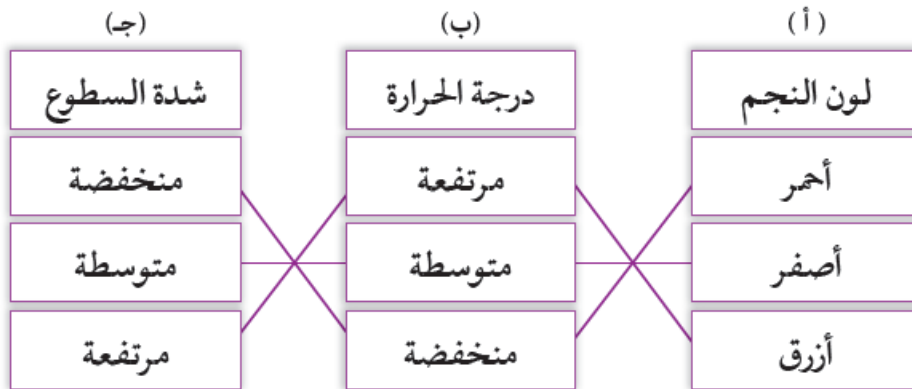 ( أ ) (ب) (جـ)
لون النجم درجة الحرارة شدة السطوع
أحمر مرتفعة منخفضة
أصفر متوسطة متوسطة
أزرق منخفضة مرتفعة